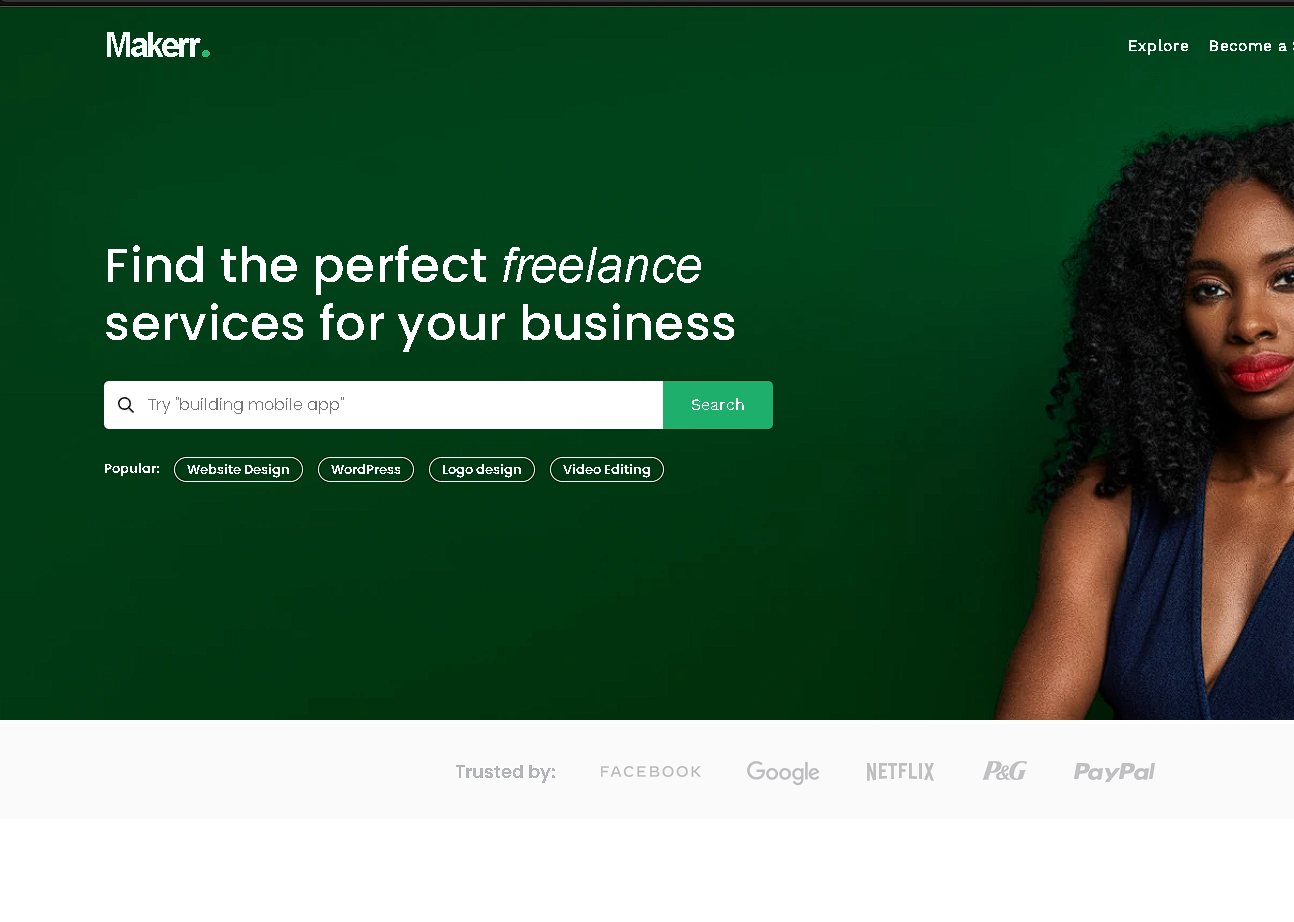 Makerr.
Explore Become a
Find the perfect freelance
services for your business
Try "building mobile app"
Search
Popular: Website Design WordPress Logo design Video Editing
Trusted by: FACEBOOK Google NETFLIX P&G PayPal